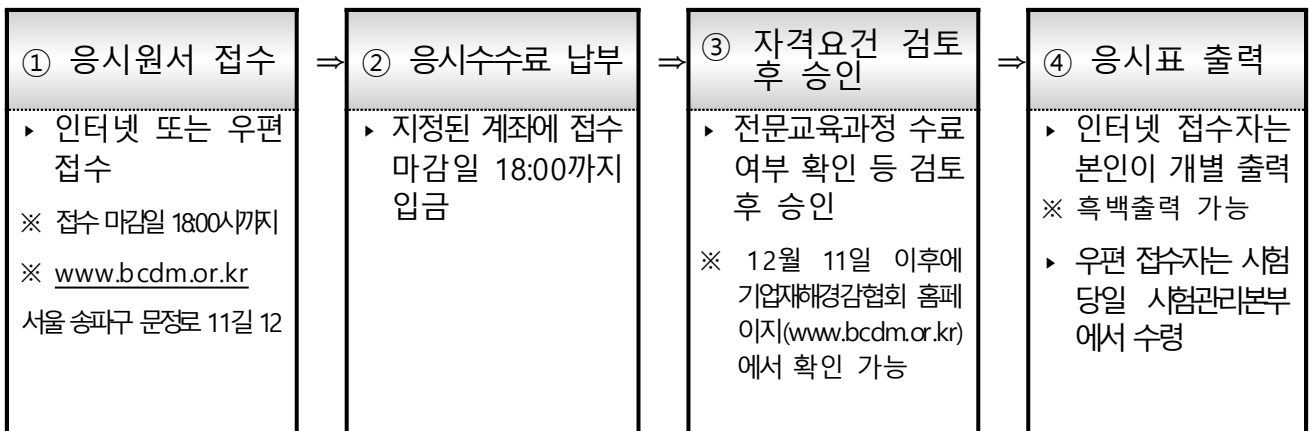 ① 응시원서 접수
▸ 인터넷 또는 우편
접수
※ 접수 마감일 18:00시까지
※ www.bcdm.or.kr
서울 송파구 문정로 11길 12
⇒
② 응시수수료 납부
▸ 지정된 계좌에 접수
마감일 18:00까지
입금
⇒
③ 자격요건 검토
후 승인
▸ 전문교육과정 수료
여부 확인 등 검토
후 승인
※ 12월 11일 이후에
기업재해경감협회 홈페
이지(www.bcdm.or.kr)
에서 확인 가능
⇒
④ 응시표 출력
▸ 인터넷 접수자는
본인이 개별 출력
※ 흑백출력 가능
▸ 우편 접수자는 시험
당일 시험관리본부
에서 수령